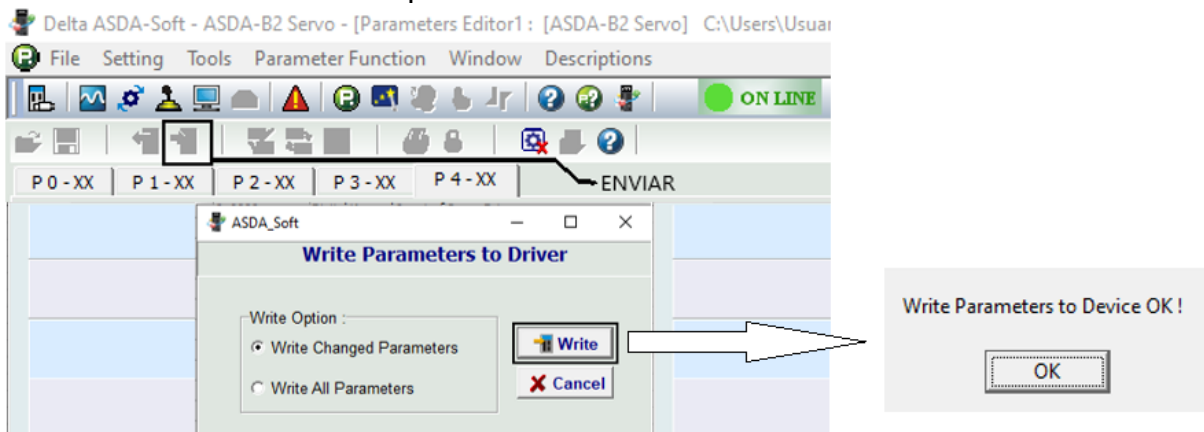 Delta ASDA-Soft - ASDA-B2 Servo - [Parameters Editor1 : [ASDA-B2 Servo] C:\Users\Usuar
File Setting Tools Parameter Function Window Descriptions
ON LINE
P 0 - XX P 1 - XX P 2 - XX P 3 - XX P 4 - XX ENVIAR
ASDA_Soft
Write Parameters to Driver
Write Option :
Write Changed Parameters
Write
Write All Parameters
Cancel
Write Parameters to Device OK !
OK